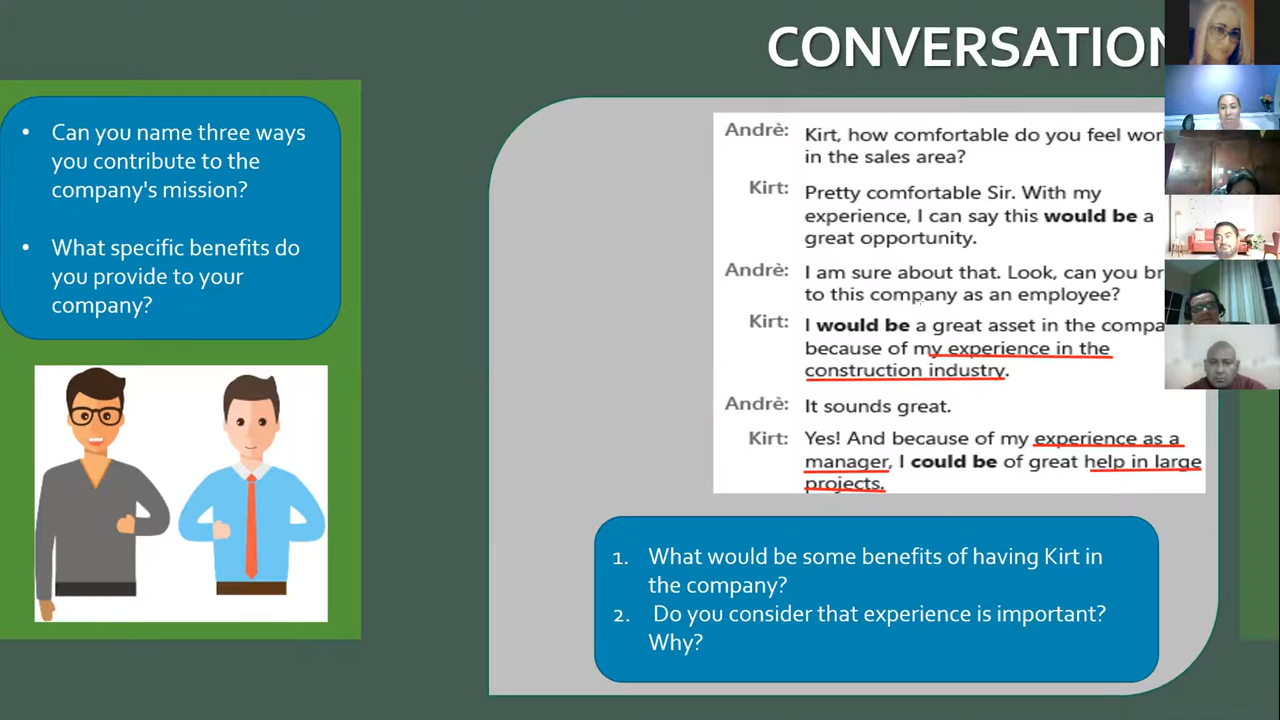 CONVERSATION
• Can you name three ways
you contribute to the
company's mission?
• What specific benefits do
you provide to your
company?
Andrè: Kirt, how comfortable do you feel
in the sales area?
Kirt: Pretty comfortable Sir. With my
experience, I can say this would be a
great opportunity.
Andrè: I am sure about that. Look, can you
to this company as an employee?
Kirt: I would be a great asset in the
because of my experience in the
construction industry.
Andrè: It sounds great.
Kirt: Yes! And because of my experience as a
manager, I could be of great help in large
projects.
1. What would be some benefits of having Kirt in
the company?
2. Do you consider that experience is important?
Why?